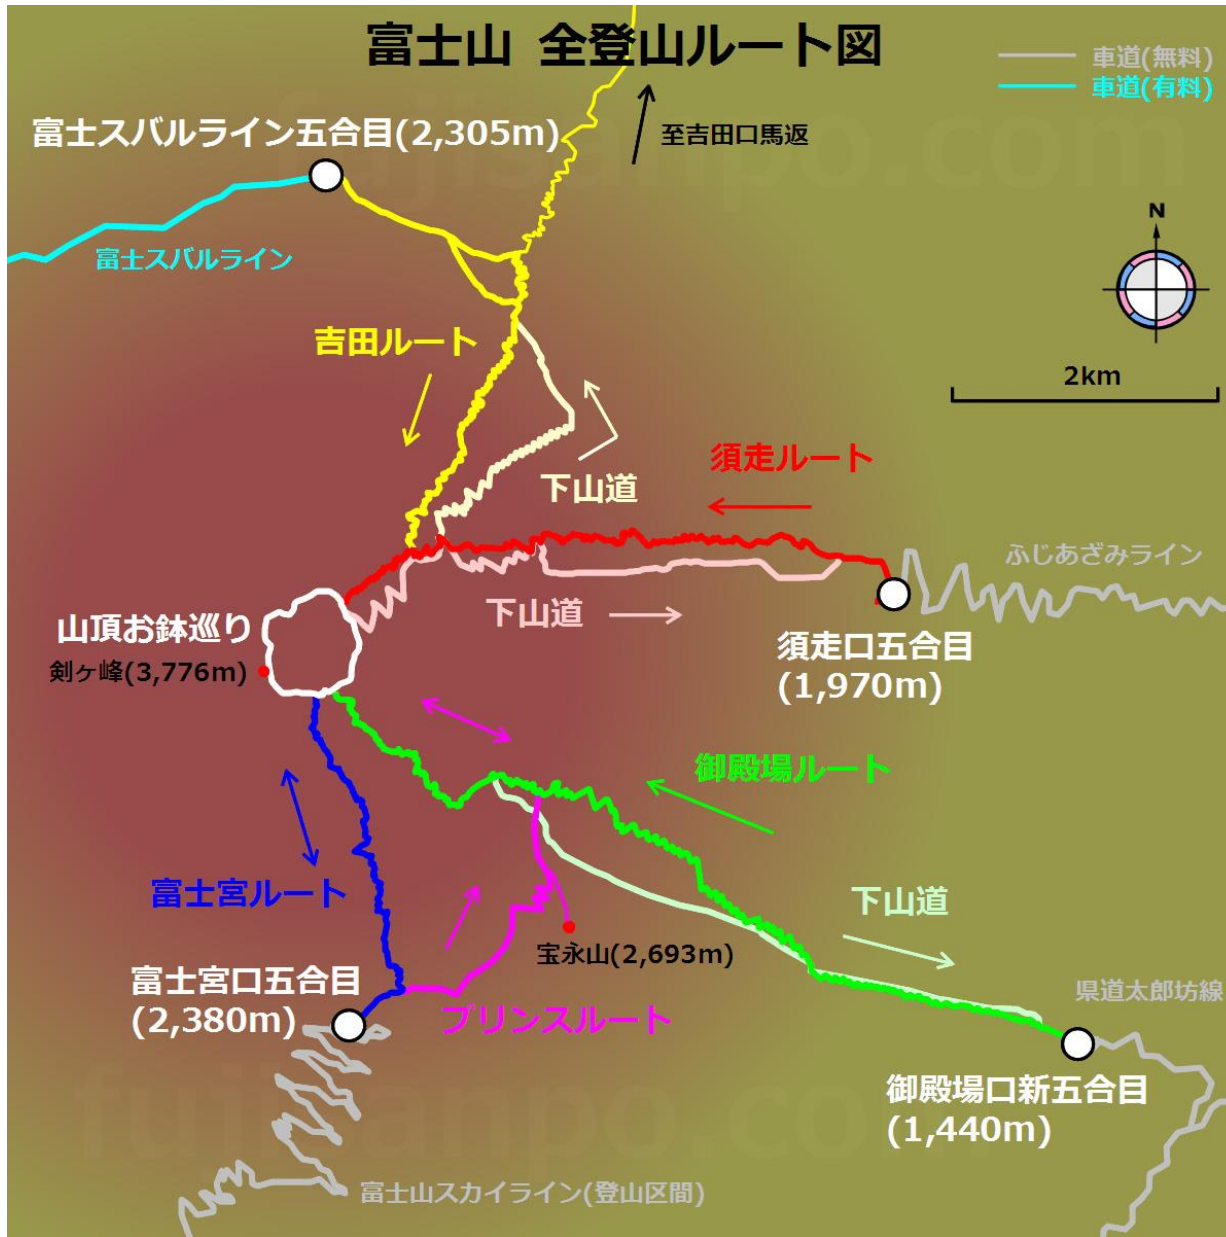 富士山 全登山ルート図
車道(無料)
車道(有料)
至吉田口馬返
富士スバルライン五合目(2,305m)
富士スバルライン
N
吉田ルート
2km
下山道
須走ルート
ふじあざみライン
下山道
山頂お鉢巡り
剣ヶ峰(3,776m)
須走口五合目
(1,970m)
御殿場ルート
富士宮ルート
下山道
宝永山(2,693m)
富士宮口五合目
(2,380m)
プリンスルート
県道太郎坊線
御殿場口新五合目
(1,440m)
富士山スカイライン(登山区間)
fujisanpo.com
fujisanpo.com